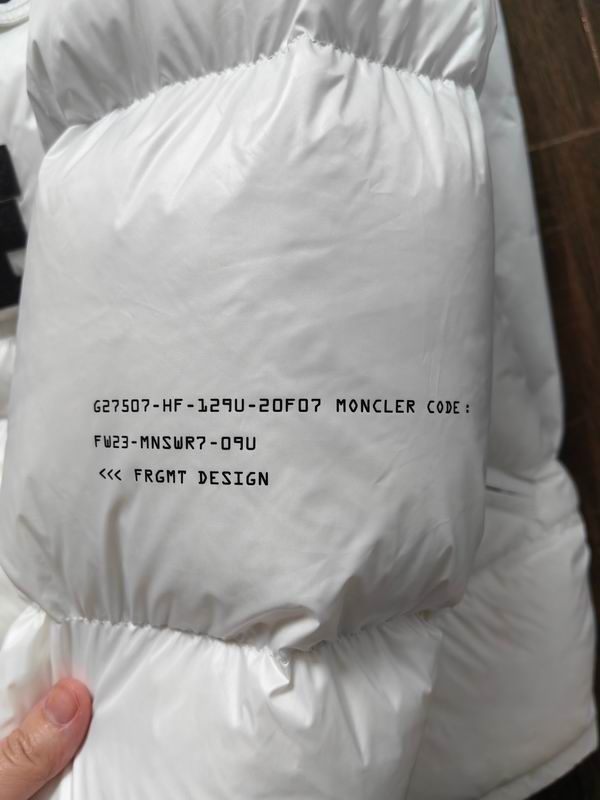 G27507-HF-129U-20F07 MONCLER CODE:
FW23-MNSWR7-09U
<<< FRGMT DESIGN